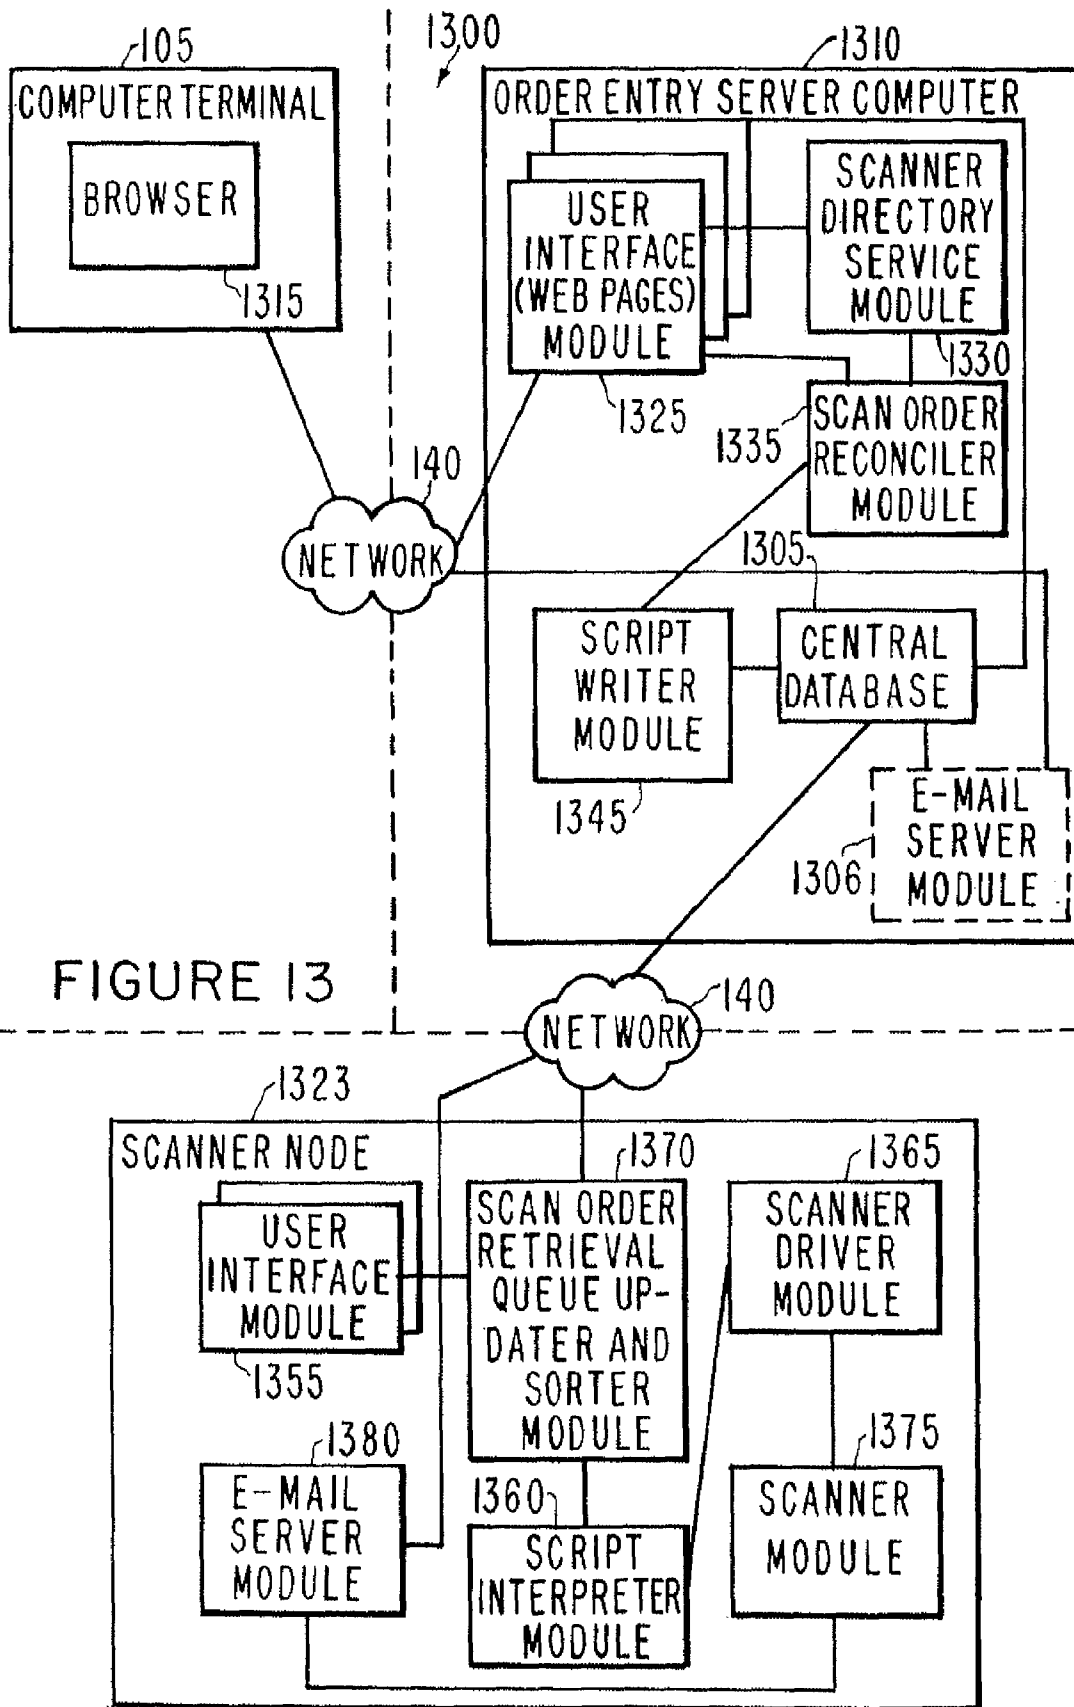 105
COMPUTER TERMINAL
BROWSER
1315
1300
1310
ORDER ENTRY SERVER COMPUTER
USER
INTERFACE
(WEB PAGES)
MODULE
1325
SCANNER
DIRECTORY
SERVICE
MODULE
1330
1335
SCAN ORDER
RECONCILER
MODULE
140
NETWORK
1305
CENTRAL
DATABASE
SCRIPT
WRITER
MODULE
1345
E-MAIL
SERVER
MODULE
1306
FIGURE 13
140
NETWORK
1323
SCANNER NODE
USER
INTERFACE
MODULE
1355
1370
SCAN ORDER
RETRIEVAL
QUEUE UP-
DATER AND
SORTER
MODULE
1365
SCANNER
DRIVER
MODULE
1380
E-MAIL
SERVER
MODULE
1360
SCRIPT
INTERPRETER
MODULE
1375
SCANNER
MODULE